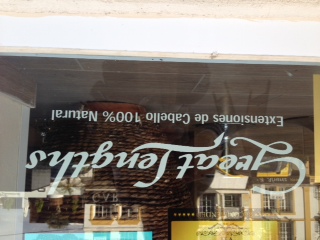 Great Lengths
Extensiones de Cabello 100% Natural